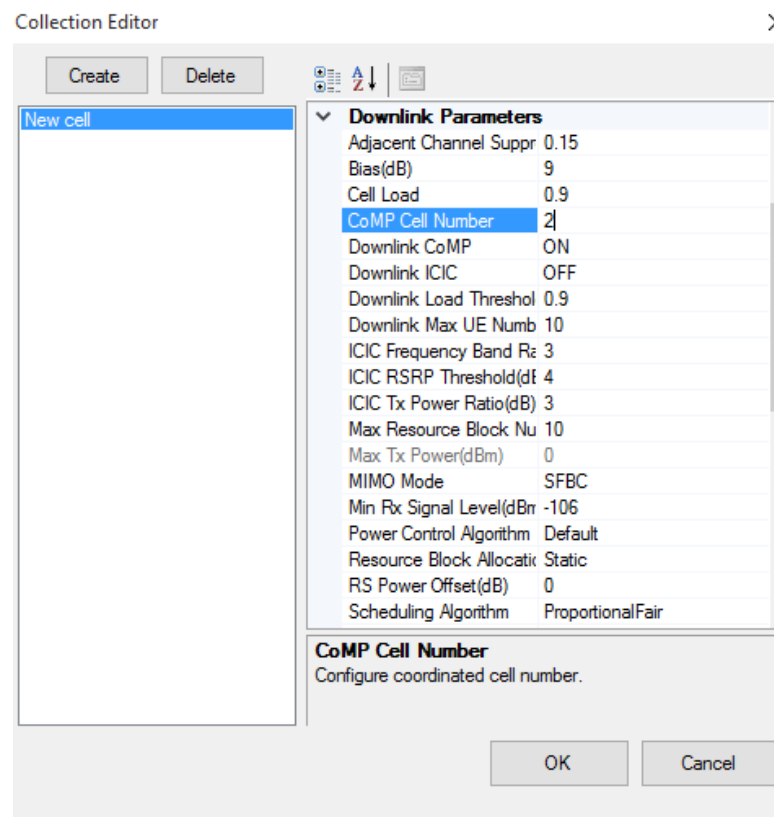 Collection Editor
Create Delete
New cell
Downlink Parameters
Adjacent Channel Suppr 0.15
Bias(dB) 9
Cell Load 0.9
CoMP Cell Number 2
Downlink CoMP ON
Downlink ICIC OFF
Downlink Load Threshol 0.9
Downlink Max UE Numb 10
ICIC Frequency Band Ra 3
ICIC RSRP Threshold(dB 4
ICIC Tx Power Ratio(dB) 3
Max Resource Block Nu 10
Max Tx Power(dBm) 0
MIMO Mode SFBC
Min Rx Signal Level(dBm -106
Power Control Algorithm Default
Resource Block Allocatic Static
RS Power Offset(dB) 0
Scheduling Algorithm ProportionalFair
CoMP Cell Number
Configure coordinated cell number.
OK Cancel